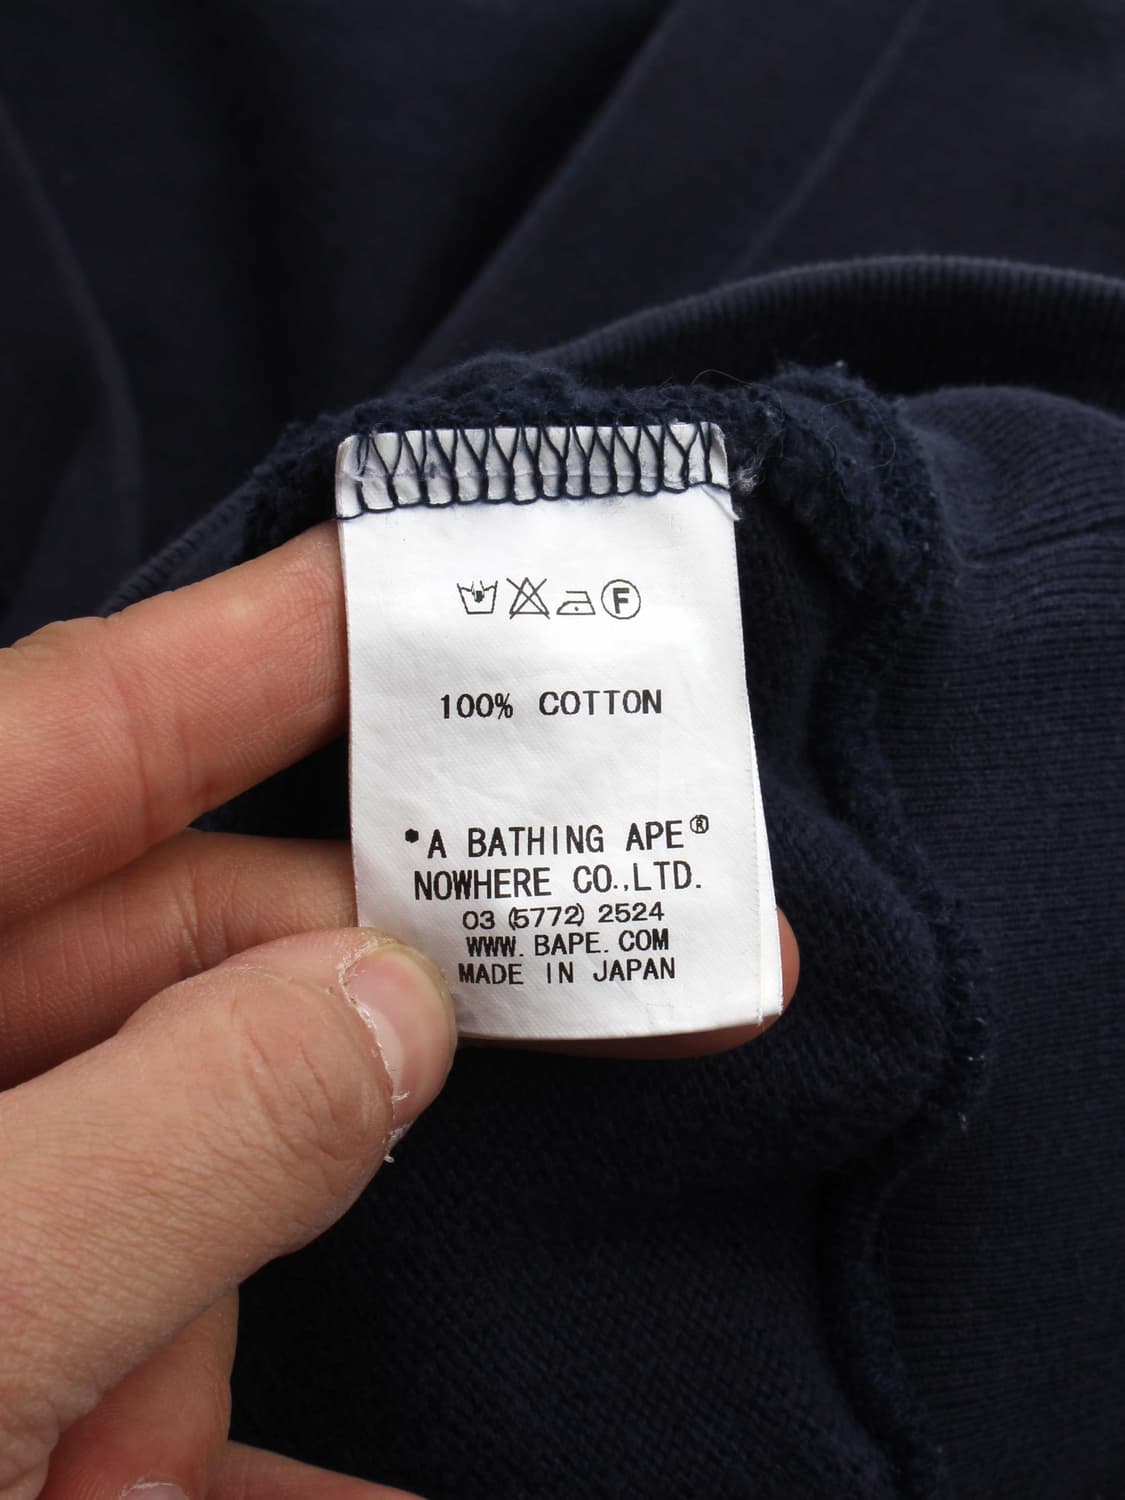 F
100% COTTON
*A BATHING APE®
NOWHERE CO.,LTD.
03 (5772) 2524
WWW. BAPE. COM
MADE IN JAPAN